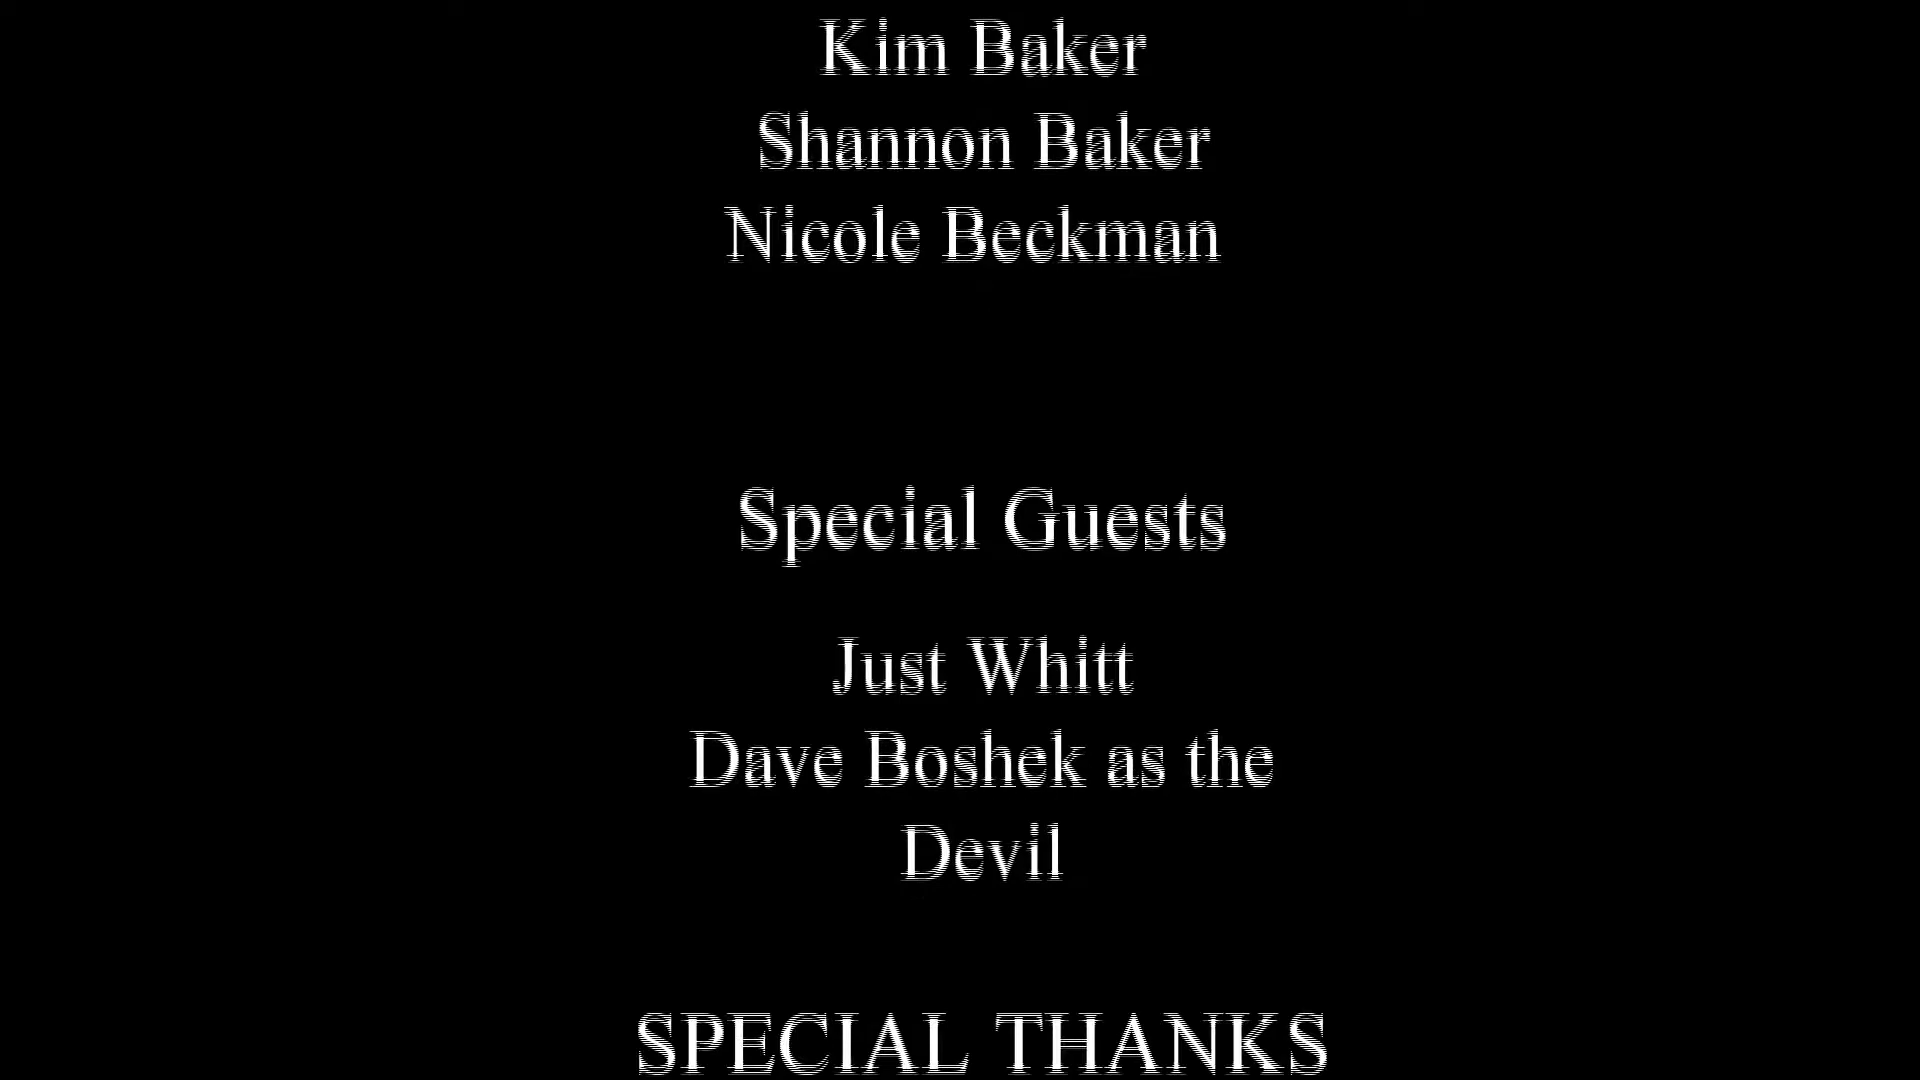 Kim Baker
Shannon Baker
Nicole Beckman
Special Guests
Just Whitt
Dave Boshek as the
Devil
SPECIAL THANKS